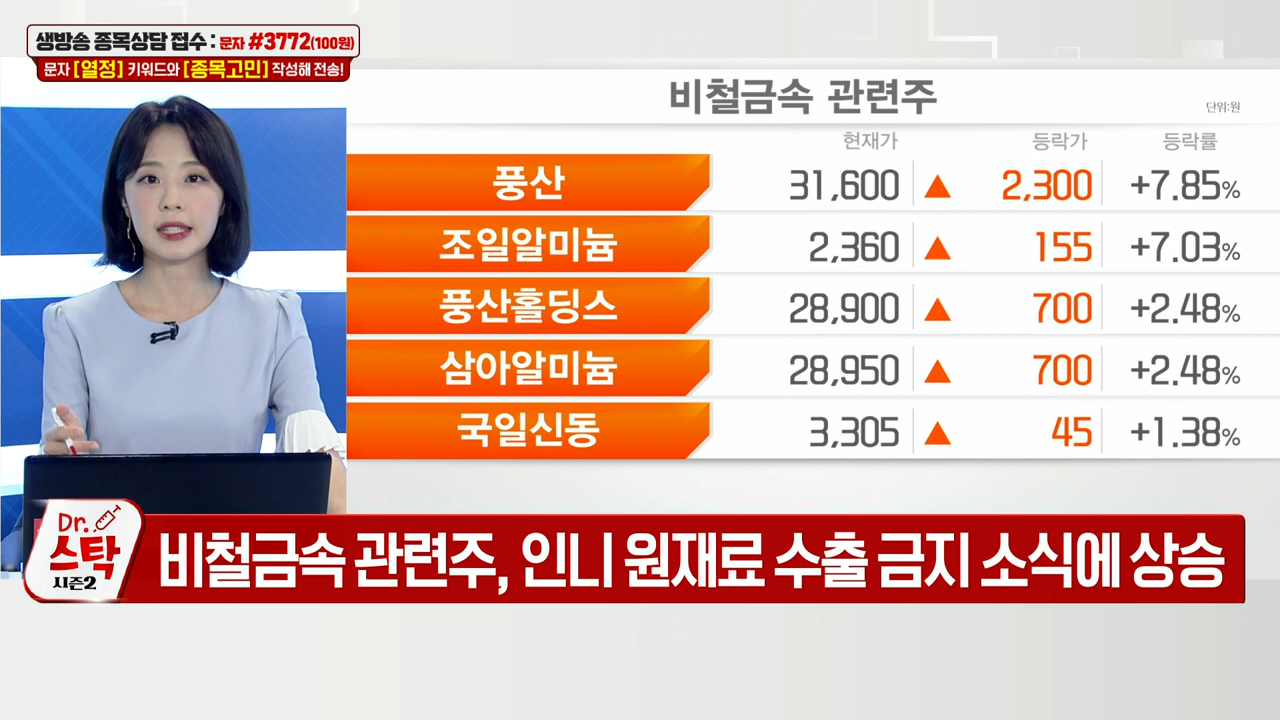 생방송 종목상담 접수 : 문자 #3772(100원)
문자 [열정] 키워드와 [종목고민] 작성해 전송!
비철금속 관련주
단위:원
현재가 등락가 등락률
풍산 31,600 ▲ 2,300 +7.85%
조일알미늄 2,360 ▲ 155 +7.03%
풍산홀딩스 28,900 ▲ 700 +2.48%
삼아알미늄 28,950 ▲ 700 +2.48%
국일신동 3,305 ▲ 45 +1.38%
Dr.
스탁
시즌2
비철금속 관련주, 인니 원재료 수출 금지 소식에 상승